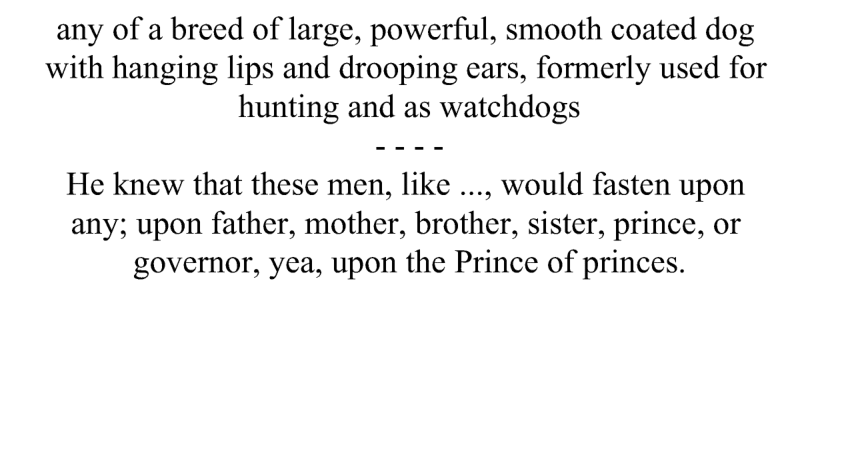 any of a breed of large, powerful, smooth coated dog
with hanging lips and drooping ears, formerly used for
hunting and as watchdogs
- - - -
He knew that these men, like ..., would fasten upon
any; upon father, mother, brother, sister, prince, or
governor, yea, upon the Prince of princes.